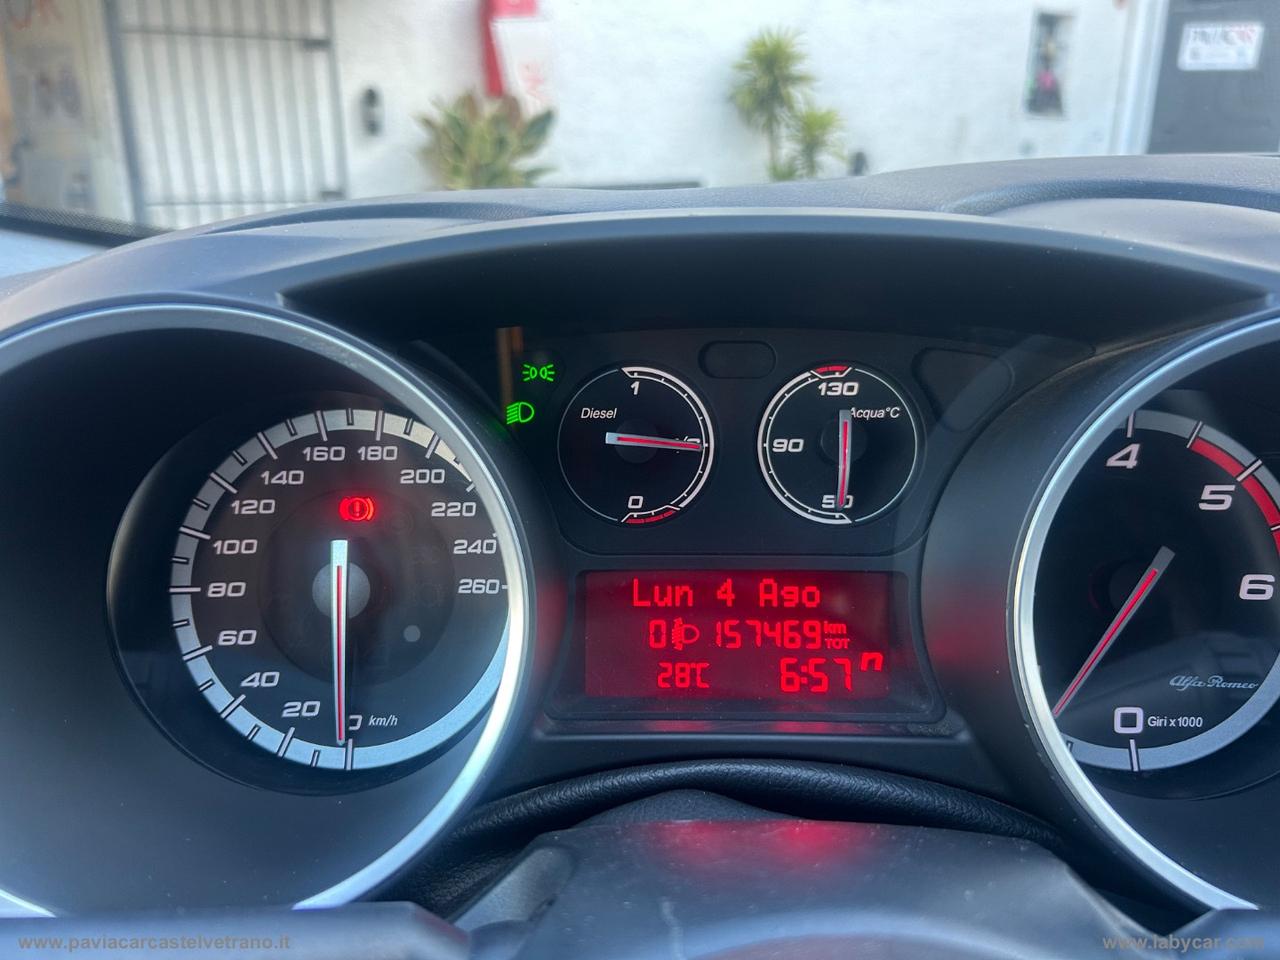 160 180
140
200
120
220
100
240
80
260
60
40
20
0 km/h
1
Diesel
1/2
0
130
Acqua°C
90
50
Lun 4 Ago
0 157469 km
TOT
28°C 6:57 n
4
5
6
Alfa Romeo
0 Giri x 1000
www.paviacarcastelvetrano.it
www.labycar.com